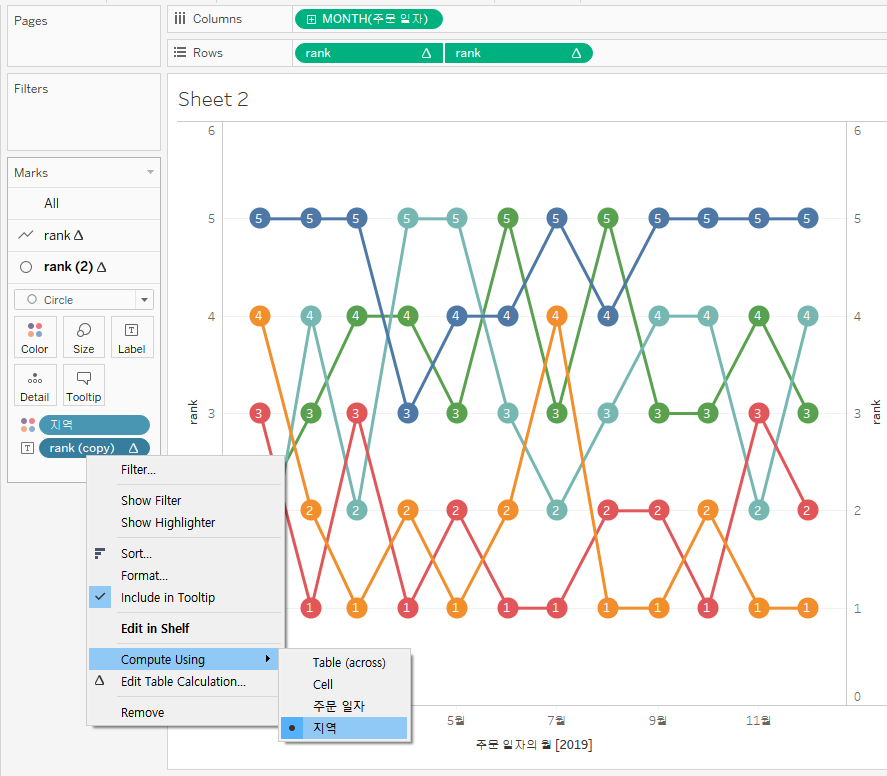 Pages
Columns
MONTH(주문 일자)
Rows
rank
rank
Filters
Sheet 2
Marks
All
rank
rank (2)
Circle
Color
Size
Label
Detail
Tooltip
지역
rank (copy)
Filter...
Show Filter
Show Highlighter
Sort...
Format...
Include in Tooltip
Edit in Shelf
Compute Using
Edit Table Calculation...
Remove
Table (across)
Cell
주문 일자
지역
6
5
4
3
rank
5 5 5 5 5 5 5 5 5 5 5 5
4 4 4 4 4 4 4 4 4 4 4 4
3 3 3 3 3 3 3 3 3 3 3 3
2 2 2 2 2 2 2 2 2 2 2
1 1 1 1 1 1 1 1 1 1 1
6
5
4
3
2
1
0
rank
5월
7월
9월
11월
주문 일자의 월 [2019]